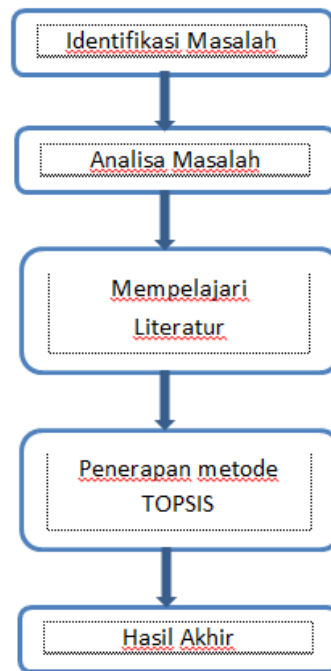 Identifikasi Masalah
Analisa Masalah
Mempelajari
Literatur
Penerapan metode
TOPSIS
Hasil Akhir